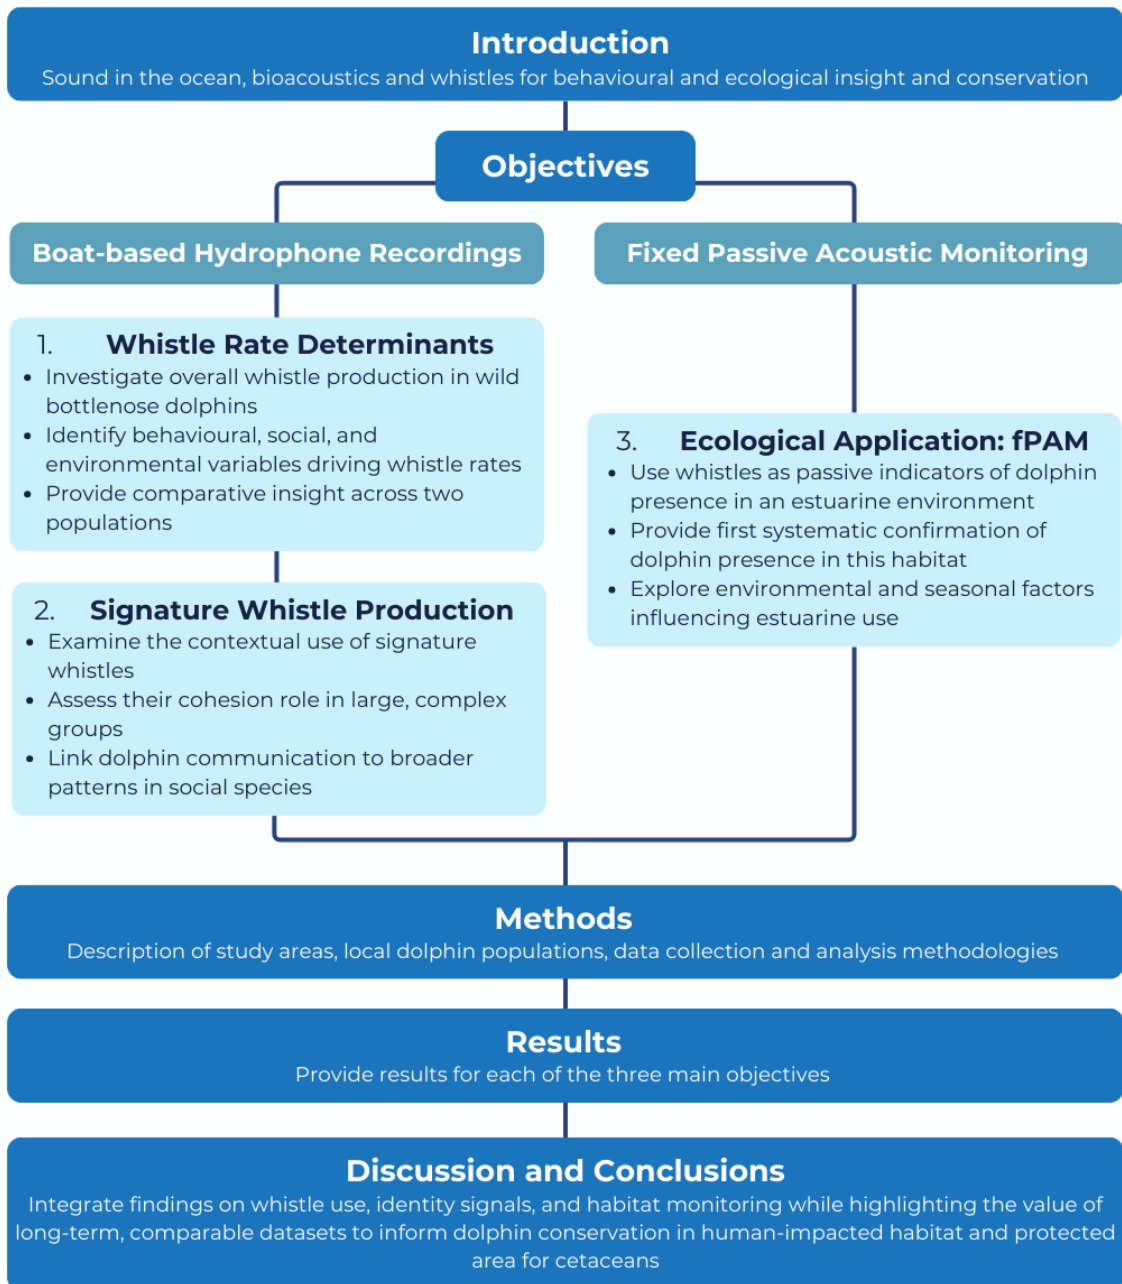 Introduction
Sound in the ocean, bioacoustics and whistles for behavioural and ecological insight and conservation
Objectives
Boat-based Hydrophone Recordings
Fixed Passive Acoustic Monitoring
1. Whistle Rate Determinants
• Investigate overall whistle production in wild
bottlenose dolphins
• Identify behavioural, social, and
environmental variables driving whistle rates
• Provide comparative insight across two
populations
2. Signature Whistle Production
• Examine the contextual use of signature
whistles
• Assess their cohesion role in large, complex
groups
• Link dolphin communication to broader
patterns in social species
3. Ecological Application: fPAM
• Use whistles as passive indicators of dolphin
presence in an estuarine environment
• Provide first systematic confirmation of
dolphin presence in this habitat
• Explore environmental and seasonal factors
influencing estuarine use
Methods
Description of study areas, local dolphin populations, data collection and analysis methodologies
Results
Provide results for each of the three main objectives
Discussion and Conclusions
Integrate findings on whistle use, identity signals, and habitat monitoring while highlighting the value of
long-term, comparable datasets to inform dolphin conservation in human-impacted habitat and protected
area for cetaceans